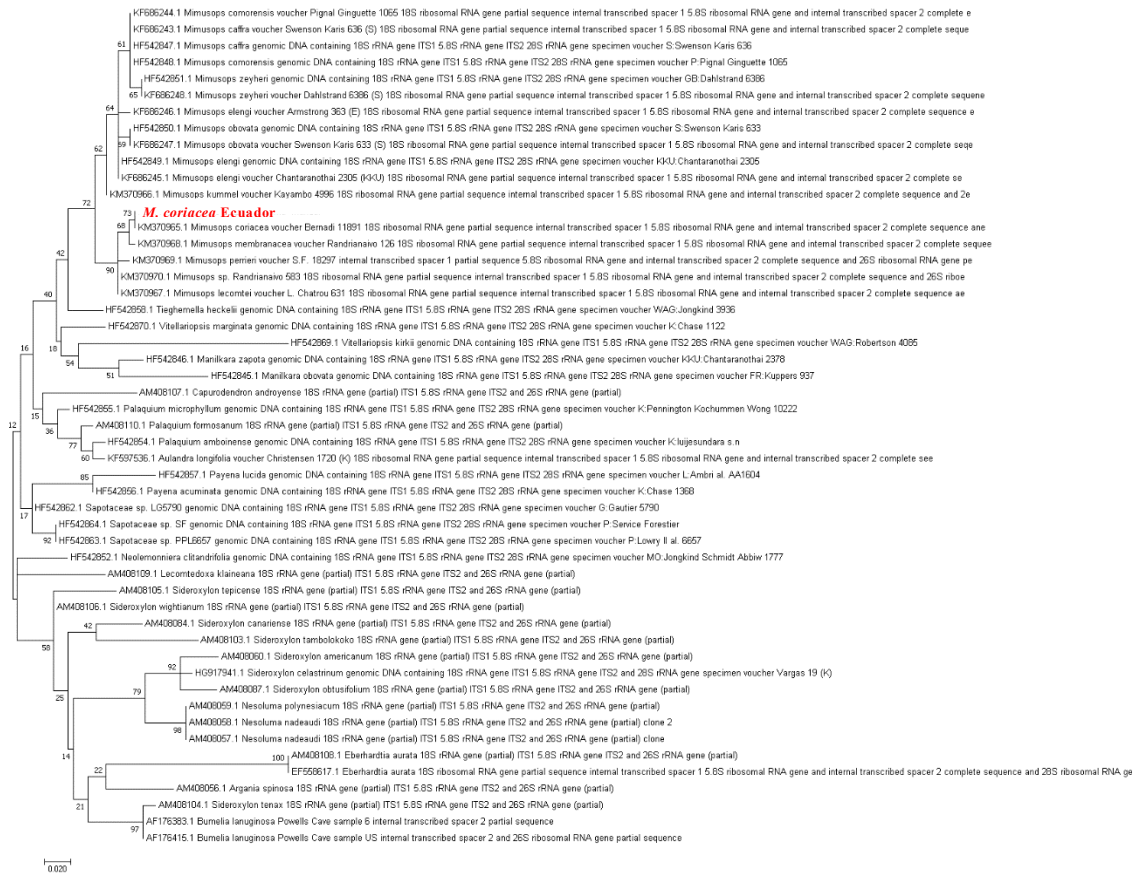 KF686244.1 Mimusops comorensis voucher Pignal Ginguette 1065 18S ribosomal RNA gene partial sequence internal transcribed spacer 1 5.8S ribosomal RNA gene and internal transcribed spacer 2 complete e
KF686243.1 Mimusops caffra voucher Swenson Karis 636 (S) 18S ribosomal RNA gene partial sequence internal transcribed spacer 1 5.8S ribosomal RNA gene and internal transcribed spacer 2 complete seque
61
HF542847.1 Mimusops caffra genomic DNA containing 18S rRNA gene ITS1 5.8S rRNA gene ITS2 28S rRNA gene specimen voucher S:Swenson Karis 636
HF542848.1 Mimusops comorensis genomic DNA containing 18S rRNA gene ITS1 5.8S rRNA gene ITS2 28S rRNA gene specimen voucher P:Pignal Ginguette 1065
HF542851.1 Mimusops zeyheri genomic DNA containing 18S rRNA gene ITS1 5.8S rRNA gene ITS2 28S rRNA gene specimen voucher GB:Dahlstrand 6386
65
KF686248.1 Mimusops zeyheri voucher Dahlstrand 6386 (S) 18S ribosomal RNA gene partial sequence internal transcribed spacer 1 5.8S ribosomal RNA gene and internal transcribed spacer 2 complete sequene
64
KF686246.1 Mimusops elengi voucher Armstrong 363 (E) 18S ribosomal RNA gene partial sequence internal transcribed spacer 1 5.8S ribosomal RNA gene and internal transcribed spacer 2 complete sequence e
HF542850.1 Mimusops obovata genomic DNA containing 18S rRNA gene ITS1 5.8S rRNA gene ITS2 28S rRNA gene specimen voucher S:Swenson Karis 633
59
KF686247.1 Mimusops obovata voucher Swenson Karis 633 (S) 18S ribosomal RNA gene partial sequence internal transcribed spacer 1 5.8S ribosomal RNA gene and internal transcribed spacer 2 complete seqe
62
HF542849.1 Mimusops elengi genomic DNA containing 18S rRNA gene ITS1 5.8S rRNA gene ITS2 28S rRNA gene specimen voucher KKU:Chantaranothai 2305
KF686245.1 Mimusops elengi voucher Chantaranothai 2305 (KKU) 18S ribosomal RNA gene partial sequence internal transcribed spacer 1 5.8S ribosomal RNA gene and internal transcribed spacer 2 complete se
KM370966.1 Mimusops kummel voucher Kayambo 4996 18S ribosomal RNA gene partial sequence internal transcribed spacer 1 5.8S ribosomal RNA gene and internal transcribed spacer 2 complete sequence and 2e
72
73 M. coriacea Ecuador
68
KM370965.1 Mimusops coriacea voucher Bernadi 11891 18S ribosomal RNA gene partial sequence internal transcribed spacer 1 5.8S ribosomal RNA gene and internal transcribed spacer 2 complete sequence ane
KM370968.1 Mimusops membranacea voucher Randrianaivo 126 18S ribosomal RNA gene partial sequence internal transcribed spacer 1 5.8S ribosomal RNA gene and internal transcribed spacer 2 complete sequee
42
KM370969.1 Mimusops perrieri voucher S.F. 18297 internal transcribed spacer 1 partial sequence 5.8S ribosomal RNA gene and internal transcribed spacer 2 complete sequence and 26S ribosomal RNA gene pe
90
KM370970.1 Mimusops sp. Randrianaivo 583 18S ribosomal RNA gene partial sequence internal transcribed spacer 1 5.8S ribosomal RNA gene and internal transcribed spacer 2 complete sequence and 26S riboe
KM370967.1 Mimusops lecomtei voucher L. Chatrou 631 18S ribosomal RNA gene partial sequence internal transcribed spacer 1 5.8S ribosomal RNA gene and internal transcribed spacer 2 complete sequence ae
40
HF542858.1 Tieghemella heckelii genomic DNA containing 18S rRNA gene ITS1 5.8S rRNA gene ITS2 28S rRNA gene specimen voucher WAG:Jongkind 3936
HF542870.1 Vitellariopsis marginata genomic DNA containing 18S rRNA gene ITS1 5.8S rRNA gene ITS2 28S rRNA gene specimen voucher K:Chase 1122
HF542869.1 Vitellariopsis kirkii genomic DNA containing 18S rRNA gene ITS1 5.8S rRNA gene ITS2 28S rRNA gene specimen voucher WAG:Robertson 4085
16
18
54
HF542846.1 Manilkara zapota genomic DNA containing 18S rRNA gene ITS1 5.8S rRNA gene ITS2 28S rRNA gene specimen voucher KKU:Chantaranothai 2378
51
HF542845.1 Manilkara obovata genomic DNA containing 18S rRNA gene ITS1 5.8S rRNA gene ITS2 28S rRNA gene specimen voucher FR:Kuppers 937
AM408107.1 Capurodendron androyense 18S rRNA gene (partial) ITS1 5.8S rRNA gene ITS2 and 26S rRNA gene (partial)
15
HF542855.1 Palaquium microphyllum genomic DNA containing 18S rRNA gene ITS1 5.8S rRNA gene ITS2 28S rRNA gene specimen voucher K:Pennington Kochummen Wong 10222
12
36
AM408110.1 Palaquium formosanum 18S rRNA gene (partial) ITS1 5.8S rRNA gene ITS2 and 26S rRNA gene (partial)
77
HF542854.1 Palaquium amboinense genomic DNA containing 18S rRNA gene ITS1 5.8S rRNA gene ITS2 28S rRNA gene specimen voucher K:luijesundara s.n
60
KF597536.1 Aulandra longifolia voucher Christensen 1720 (K) 18S ribosomal RNA gene partial sequence internal transcribed spacer 1 5.8S ribosomal RNA gene and internal transcribed spacer 2 complete see
HF542857.1 Payena lucida genomic DNA containing 18S rRNA gene ITS1 5.8S rRNA gene ITS2 28S rRNA gene specimen voucher L:Ambri al. AA1604
85
HF542856.1 Payena acuminata genomic DNA containing 18S rRNA gene ITS1 5.8S rRNA gene ITS2 28S rRNA gene specimen voucher K:Chase 1368
HF542862.1 Sapotaceae sp. LG5790 genomic DNA containing 18S rRNA gene ITS1 5.8S rRNA gene ITS2 28S rRNA gene specimen voucher G:Gautier 5790
17
HF542864.1 Sapotaceae sp. SF genomic DNA containing 18S rRNA gene ITS1 5.8S rRNA gene ITS2 28S rRNA gene specimen voucher P:Service Forestier
92
HF542863.1 Sapotaceae sp. PPL6657 genomic DNA containing 18S rRNA gene ITS1 5.8S rRNA gene ITS2 28S rRNA gene specimen voucher P:Lowry II al. 6657
HF542852.1 Neolemonniera clitandrifolia genomic DNA containing 18S rRNA gene ITS1 5.8S rRNA gene ITS2 28S rRNA gene specimen voucher MO:Jongkind Schmidt Abbiw 1777
AM408109.1 Lecomtedoxa klaineana 18S rRNA gene (partial) ITS1 5.8S rRNA gene ITS2 and 26S rRNA gene (partial)
AM408105.1 Sideroxylon tepicense 18S rRNA gene (partial) ITS1 5.8S rRNA gene ITS2 and 26S rRNA gene (partial)
AM408106.1 Sideroxylon wightianum 18S rRNA gene (partial) ITS1 5.8S rRNA gene ITS2 and 26S rRNA gene (partial)
AM408084.1 Sideroxylon canariense 18S rRNA gene (partial) ITS1 5.8S rRNA gene ITS2 and 26S rRNA gene (partial)
42
AM408103.1 Sideroxylon tambolokoko 18S rRNA gene (partial) ITS1 5.8S rRNA gene ITS2 and 26S rRNA gene (partial)
58
AM408060.1 Sideroxylon americanum 18S rRNA gene (partial) ITS1 5.8S rRNA gene ITS2 and 26S rRNA gene (partial)
92
HG917941.1 Sideroxylon celastrinum genomic DNA containing 18S rRNA gene ITS1 5.8S rRNA gene ITS2 and 28S rRNA gene specimen voucher Vargas 19 (K)
25
79
AM408087.1 Sideroxylon obtusifolium 18S rRNA gene (partial) ITS1 5.8S rRNA gene ITS2 and 26S rRNA gene (partial)
AM408059.1 Nesoluma polynesiacum 18S rRNA gene (partial) ITS1 5.8S rRNA gene ITS2 and 26S rRNA gene (partial)
AM408058.1 Nesoluma nadeaudi 18S rRNA gene (partial) ITS1 5.8S rRNA gene ITS2 and 26S rRNA gene (partial) clone 2
98
AM408057.1 Nesoluma nadeaudi 18S rRNA gene (partial) ITS1 5.8S rRNA gene ITS2 and 26S rRNA gene (partial) clone
14
AM408108.1 Eberhardtia aurata 18S rRNA gene (partial) ITS1 5.8S rRNA gene ITS2 and 26S rRNA gene (partial)
100
22
EF558617.1 Eberhardtia aurata 18S ribosomal RNA gene partial sequence internal transcribed spacer 1 5.8S ribosomal RNA gene and internal transcribed spacer 2 complete sequence and 28S ribosomal RNA ge
AM408056.1 Argania spinosa 18S rRNA gene (partial) ITS1 5.8S rRNA gene ITS2 and 26S rRNA gene (partial)
21
AM408104.1 Sideroxylon tenax 18S rRNA gene (partial) ITS1 5.8S rRNA gene ITS2 and 26S rRNA gene (partial)
AF176383.1 Bumelia lanuginosa Powells Cave sample 6 internal transcribed spacer 2 partial sequence
97
AF176415.1 Bumelia lanuginosa Powells Cave sample US internal transcribed spacer 2 and 26S ribosomal RNA gene partial sequence
0.020